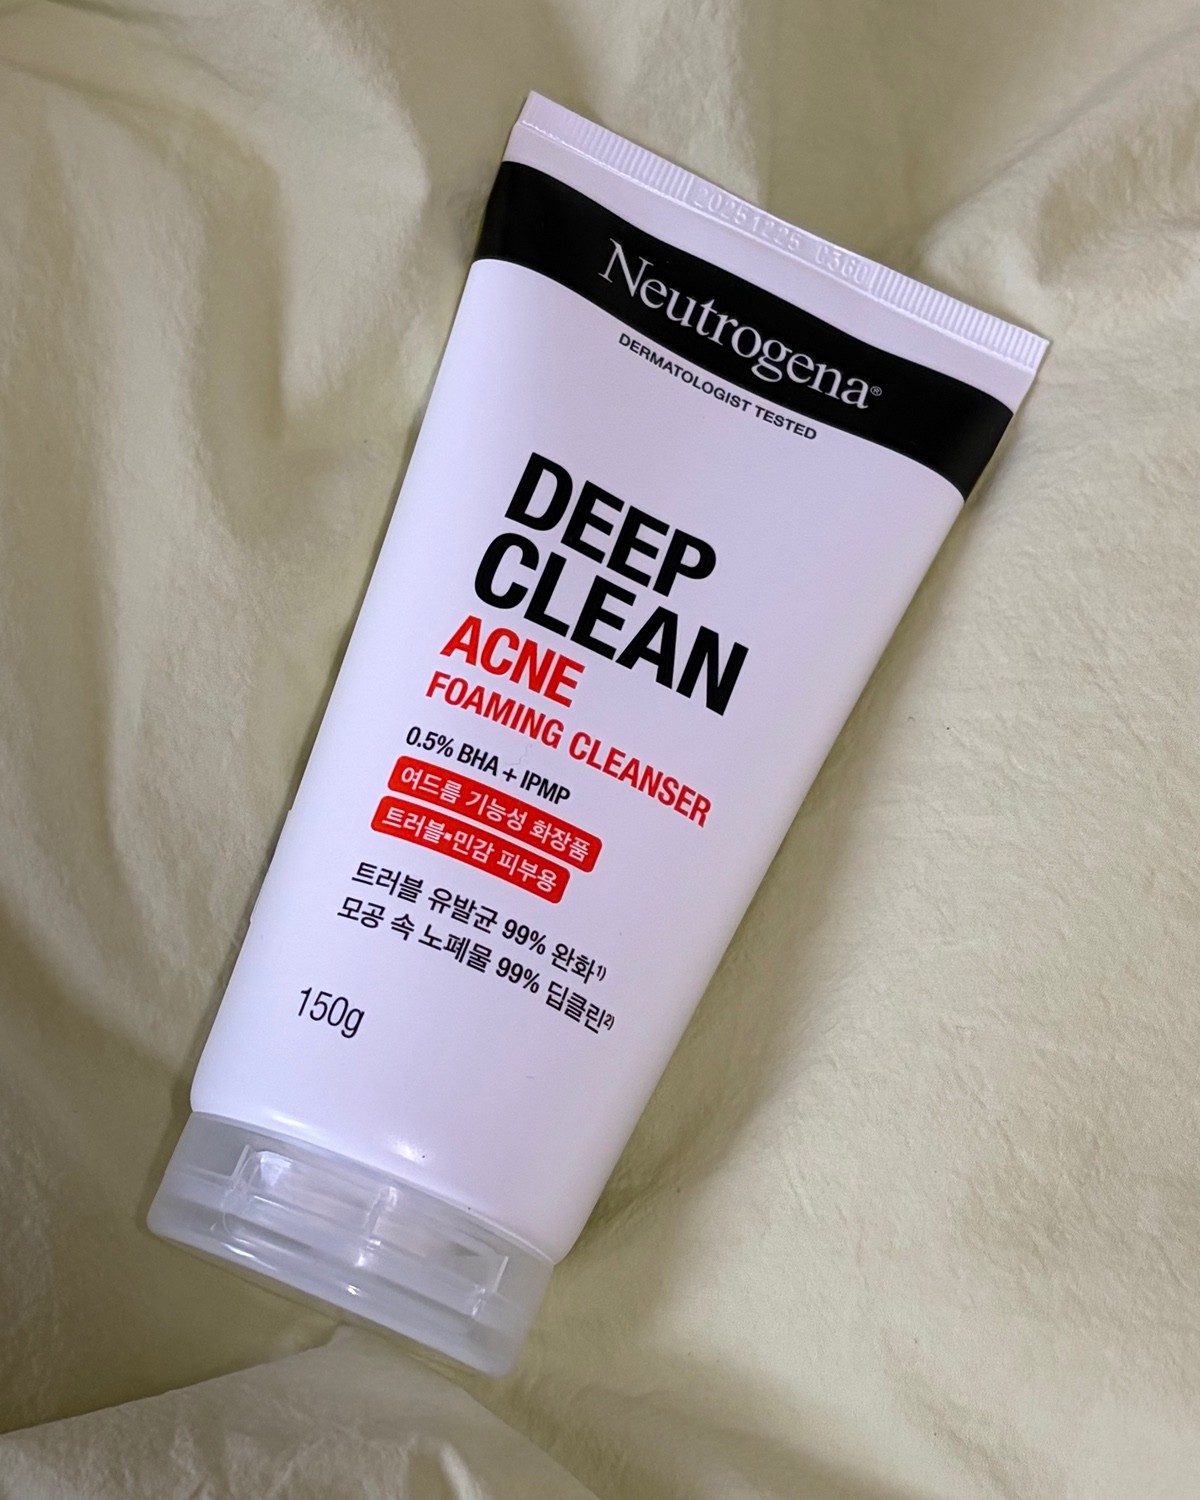 20251225 C360
Neutrogena®
DERMATOLOGIST TESTED
DEEP
CLEAN
ACNE
FOAMING CLEANSER
0.5% BHA + IPMP
여드름 기능성 화장품
트러블•민감 피부용
트러블 유발균 99% 완화1)
모공 속 노폐물 99% 딥클린2)
150g